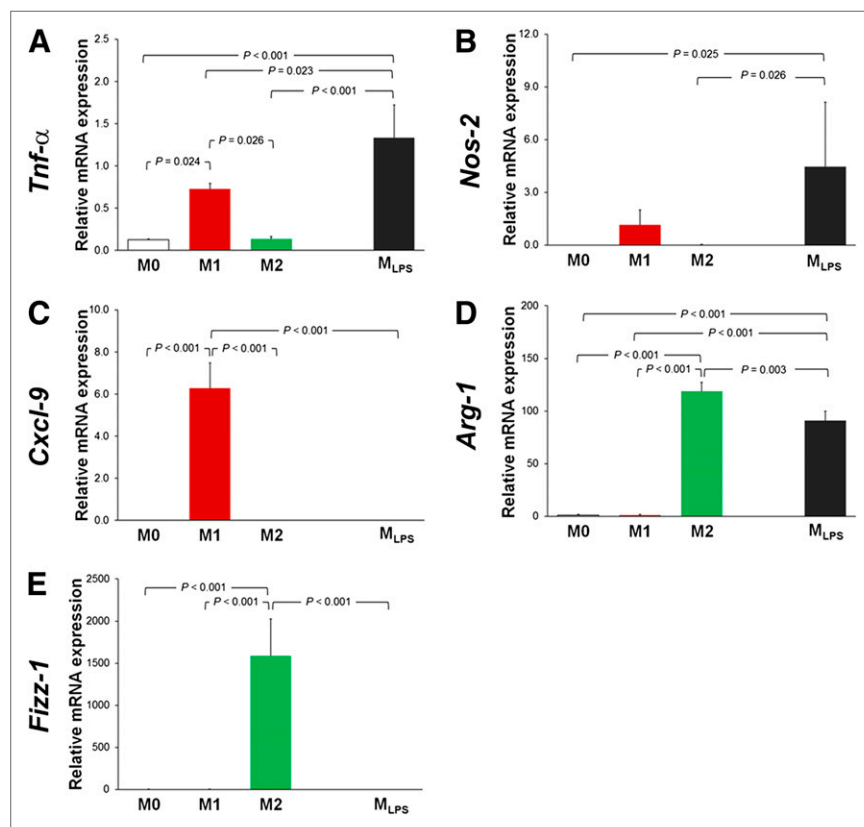 A
Tnf-α
Relative mRNA expression
2.5
2.0
1.5
1.0
0.5
0.0
P < 0.001
P = 0.023
P < 0.001
P = 0.026
P = 0.024
M0 M1 M2 MLPS
B
Nos-2
Relative mRNA expression
12.0
9.0
6.0
3.0
0.0
P = 0.025
P = 0.026
M0 M1 M2 MLPS
C
Cxcl-9
Relative mRNA expression
10.0
8.0
6.0
4.0
2.0
0.0
P < 0.001
P < 0.001 P < 0.001
M0 M1 M2 MLPS
D
Arg-1
Relative mRNA expression
200
150
100
50
0
P < 0.001
P < 0.001
P < 0.001
P < 0.001 P = 0.003
M0 M1 M2 MLPS
E
Fizz-1
Relative mRNA expression
2500
2000
1500
1000
500
0
P < 0.001
P < 0.001 P < 0.001
M0 M1 M2 MLPS